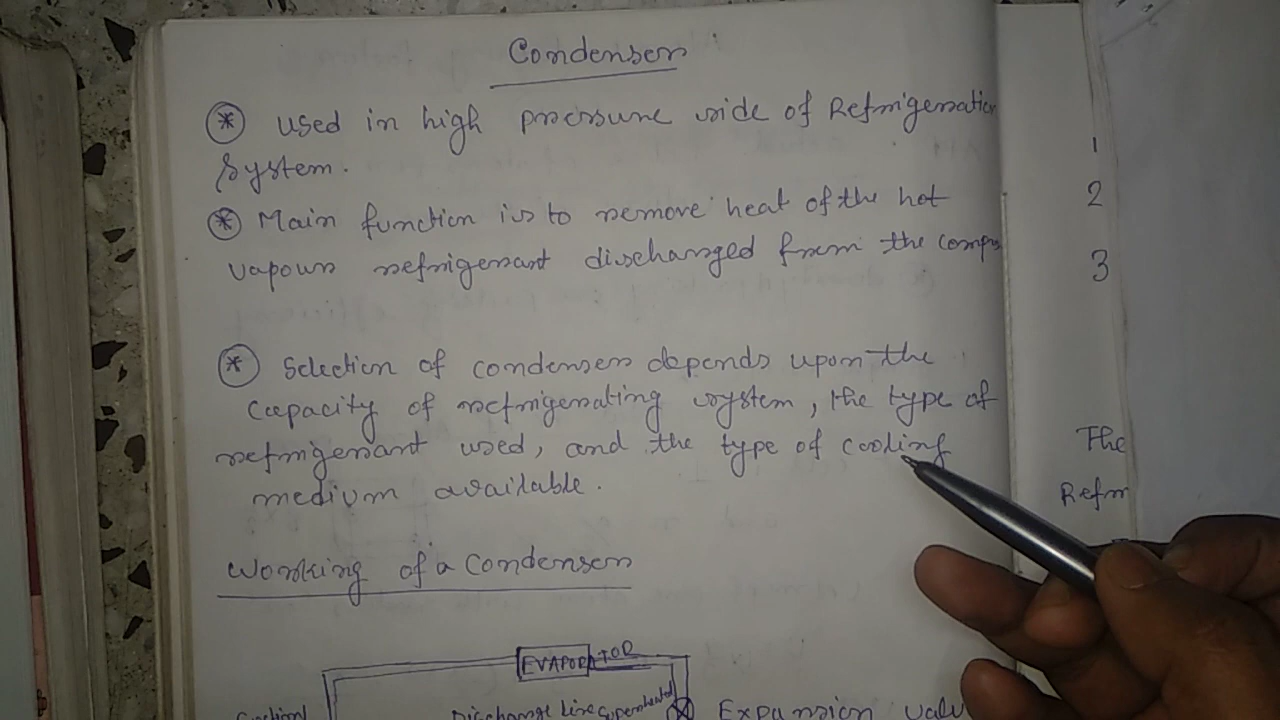 Condenser
* used in high pressure side of Refrigeratio
System.
* Main function is to remove heat of the hot
vapour refrigerant discharged from the comp
* Selection of condenser depends upon the
capacity of refrigerating system, the type of
refrigerant used, and the type of cooling
medium available.
Working of a Condenser
EVAPORATOR
Discharge line superheated
Expansion valv
1
2
3
The
Refr